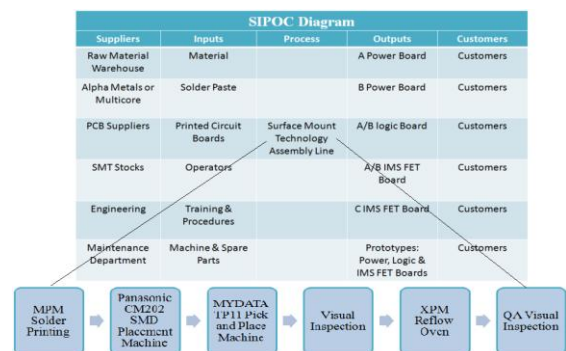 SIPOC Diagram
Suppliers Inputs Process Outputs Customers
Raw Material Material A Power Board Customers
Warehouse
Alpha Metals or Solder Paste B Power Board Customers
Multicore
PCB Suppliers Printed Circuit Surface Mount A/B logic Board Customers
Boards Technology
Assembly Line
SMT Stocks Operators A/B IMS FET Customers
Board
Engineering Training & C IMS FET Board Customers
Procedures
Maintenance Machine & Spare Prototypes: Customers
Department Parts Power, Logic &
IMS FET Boards
MPM
Solder
Printing
Panasonic
CM202
SMD
Placement
Machine
MYDATA
TP11 Pick
and Place
Machine
Visual
Inspection
XPM
Reflow
Oven
QA Visual
Inspection